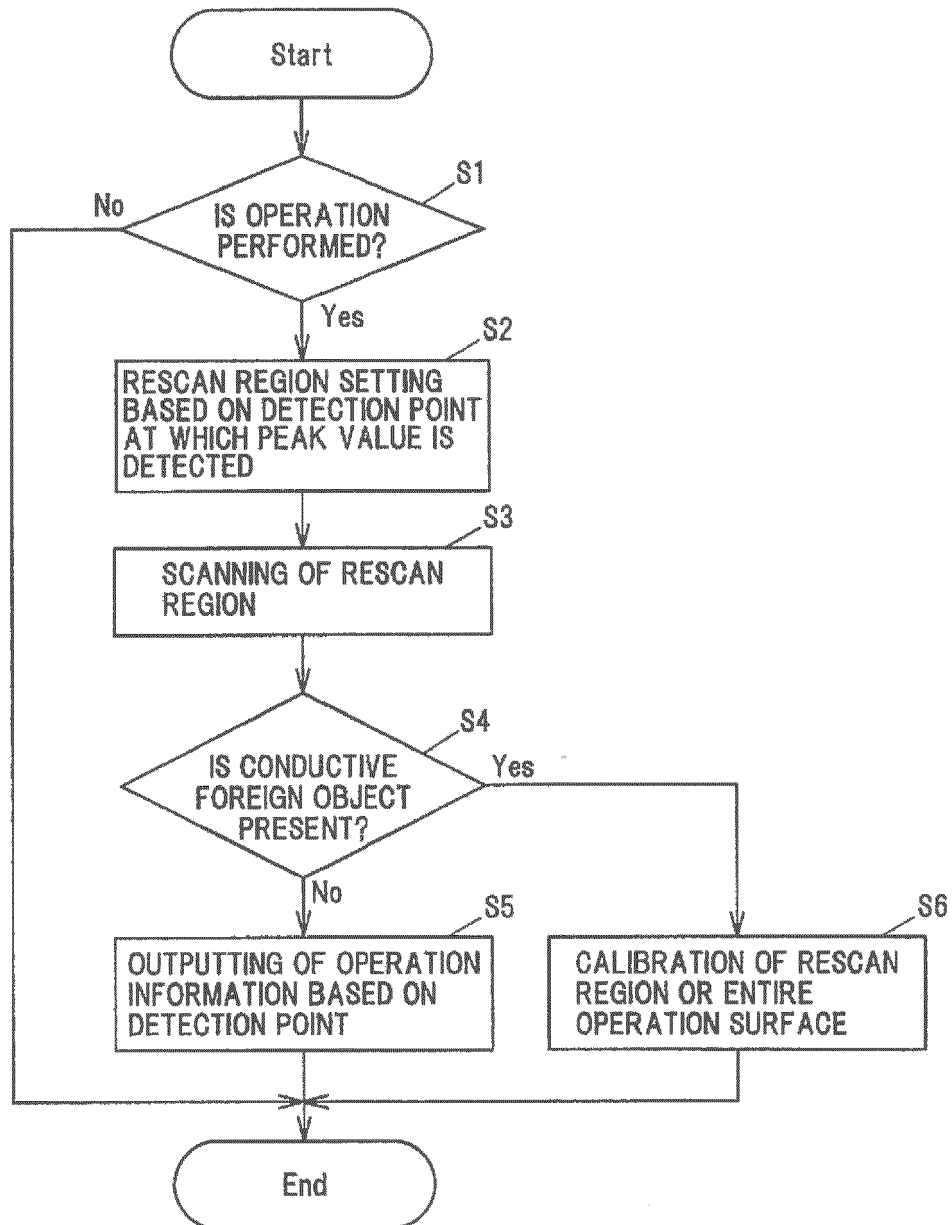 Start
S1
No
IS OPERATION
PERFORMED?
Yes
S2
RESCAN REGION SETTING
BASED ON DETECTION POINT
AT WHICH PEAK VALUE IS
DETECTED
S3
SCANNING OF RESCAN
REGION
S4
IS CONDUCTIVE
FOREIGN OBJECT
PRESENT?
Yes
No
S5
OUTPUTTING OF OPERATION
INFORMATION BASED ON
DETECTION POINT
S6
CALIBRATION OF RESCAN
REGION OR ENTIRE
OPERATION SURFACE
End